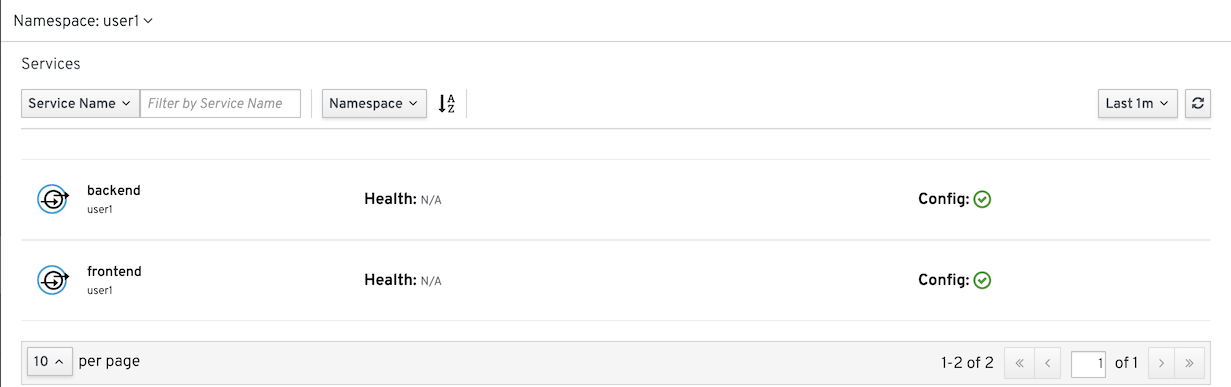 Namespace: user1
Services
Service Name Filter by Service Name Namespace A Z Last 1m
backend Health: N/A Config:
user1
frontend Health: N/A Config:
user1
10 per page 1-2 of 2 « < 1 of 1 > »